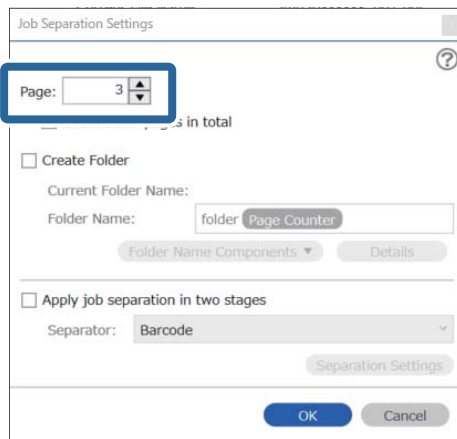 Job Separation Settings
?
Page: 3
pages in total
Create Folder
Current Folder Name:
Folder Name: folder Page Counter
Folder Name Components ▼ Details
Apply job separation in two stages
Separator: Barcode
Separation Settings
OK Cancel